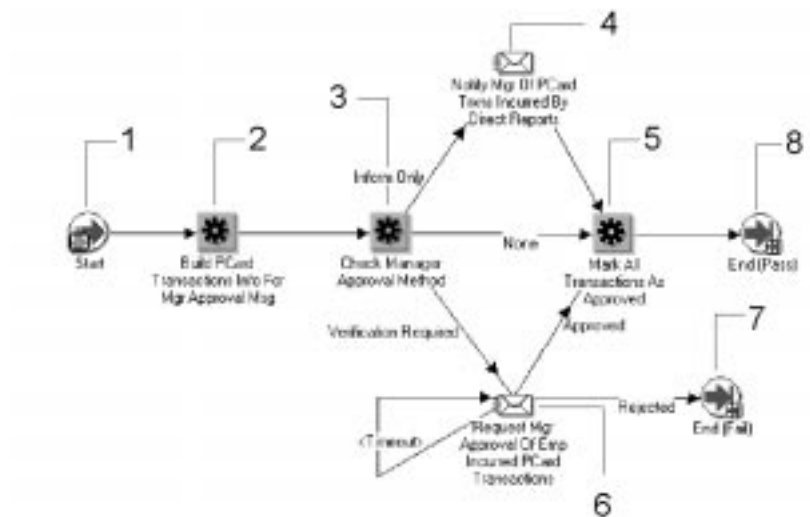 4
Notify Mgr Of PCard
Trxns Incurred By
Direct Reports
3
1
2
5
8
Inform Only
None
Start
Build PCard
Transactions Info For
Mgr Approval Msg
Check Manager
Approval Method
Mark All
Transactions As
Approved
End (Pass)
Verification Required
Approved
7
<Timeout>
Rejected
Request Mgr
Approval Of Emp
Incurred PCard
Transactions
End (Fail)
6